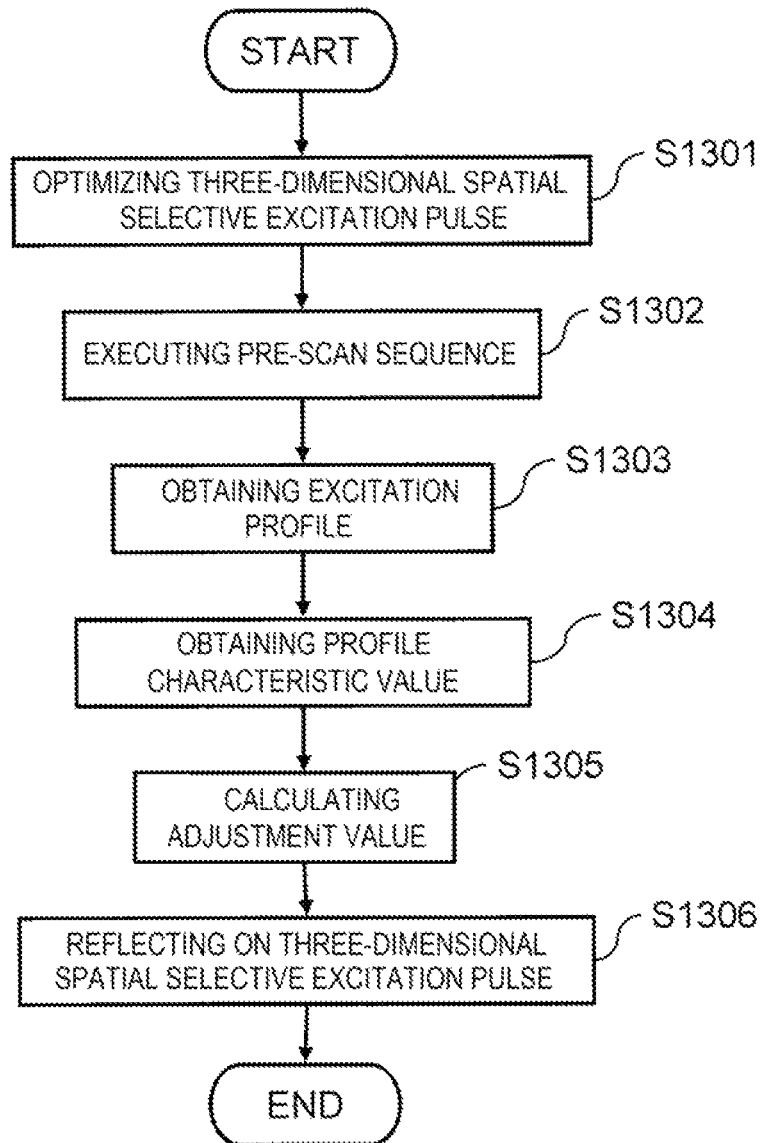 START
S1301
OPTIMIZING THREE-DIMENSIONAL SPATIAL
SELECTIVE EXCITATION PULSE
S1302
EXECUTING PRE-SCAN SEQUENCE
S1303
OBTAINING EXCITATION
PROFILE
S1304
OBTAINING PROFILE
CHARACTERISTIC VALUE
S1305
CALCULATING
ADJUSTMENT VALUE
S1306
REFLECTING ON THREE-DIMENSIONAL
SPATIAL SELECTIVE EXCITATION PULSE
END